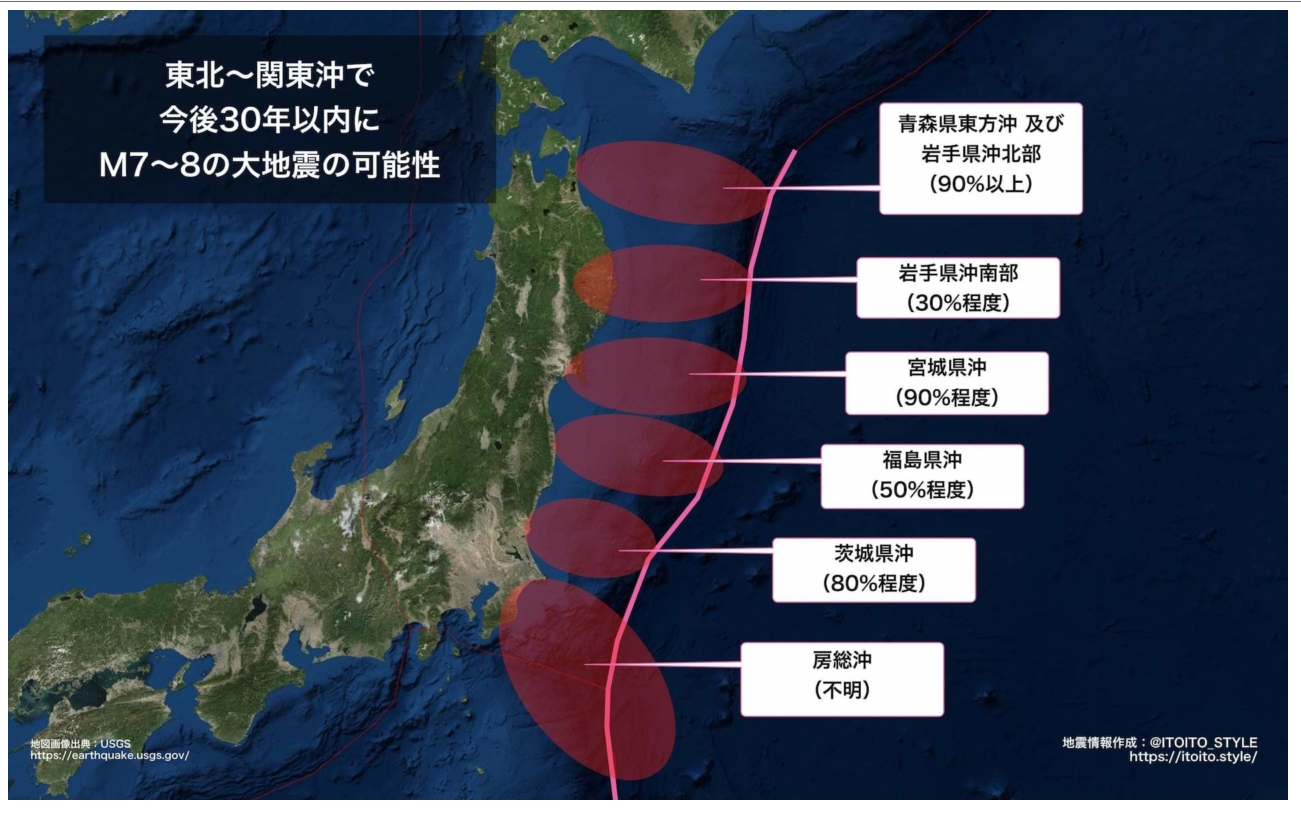 東北〜関東沖で
今後30年以内に
M7〜8の大地震の可能性
青森県東方沖 及び
岩手県沖北部
（90%以上）
岩手県沖南部
（30%程度）
宮城県沖
（90%程度）
福島県沖
（50%程度）
茨城県沖
（80%程度）
房総沖
（不明）
地図画像出典：USGS
https://earthquake.usgs.gov/
地震情報作成：@ITOITO_STYLE
https://itoito.style/